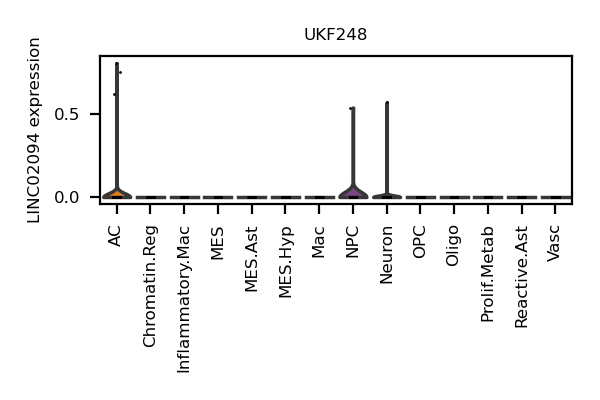 UKF248
LINC02094 expression
0.5
0.0
AC
Chromatin.Reg
Inflammatory.Mac
MES
MES.Ast
MES.Hyp
Mac
NPC
Neuron
OPC
Oligo
Prolif.Metab
Reactive.Ast
Vasc